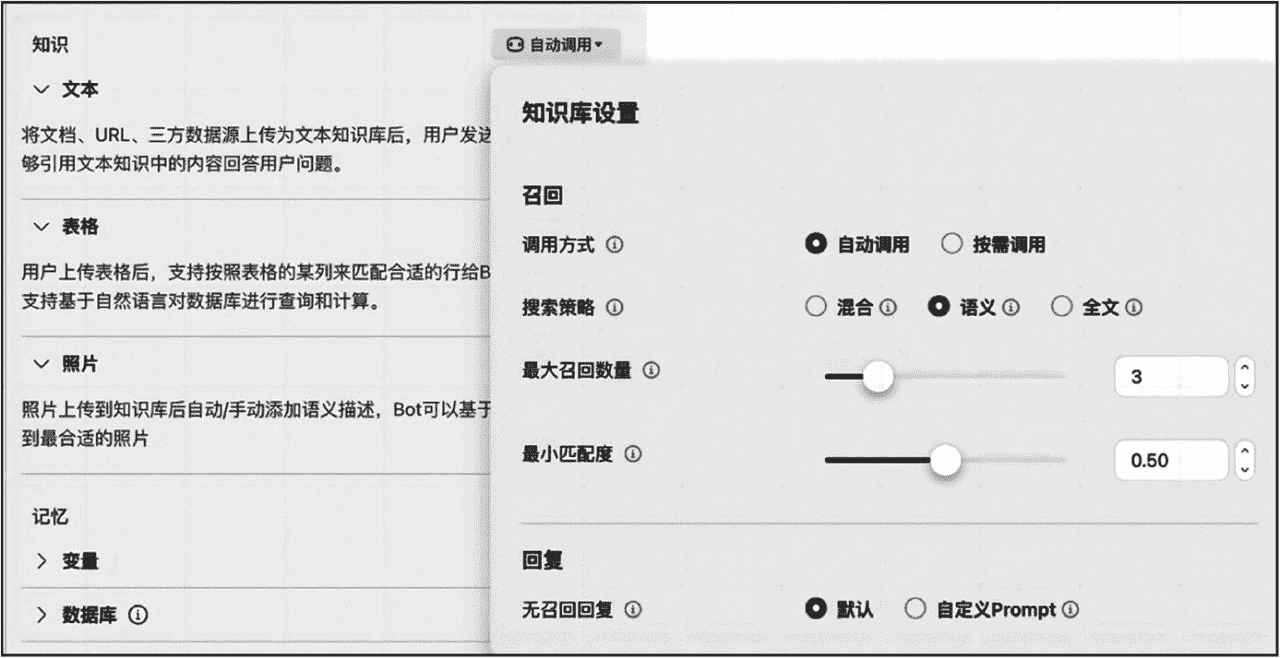 知识
文本
将文档、URL、三方数据源上传为文本知识库后，用户发送
够引用文本知识中的内容回答用户问题。
表格
用户上传表格后，支持按照表格的某列来匹配合适的行给B
支持基于自然语言对数据库进行查询和计算。
照片
照片上传到知识库后自动/手动添加语义描述，Bot可以基于
到最合适的照片
记忆
变量
数据库
自动调用
知识库设置
召回
调用方式 自动调用 按需调用
搜索策略 混合 语义 全文
最大召回数量 3
最小匹配度 0.50
回复
无召回回复 默认 自定义Prompt